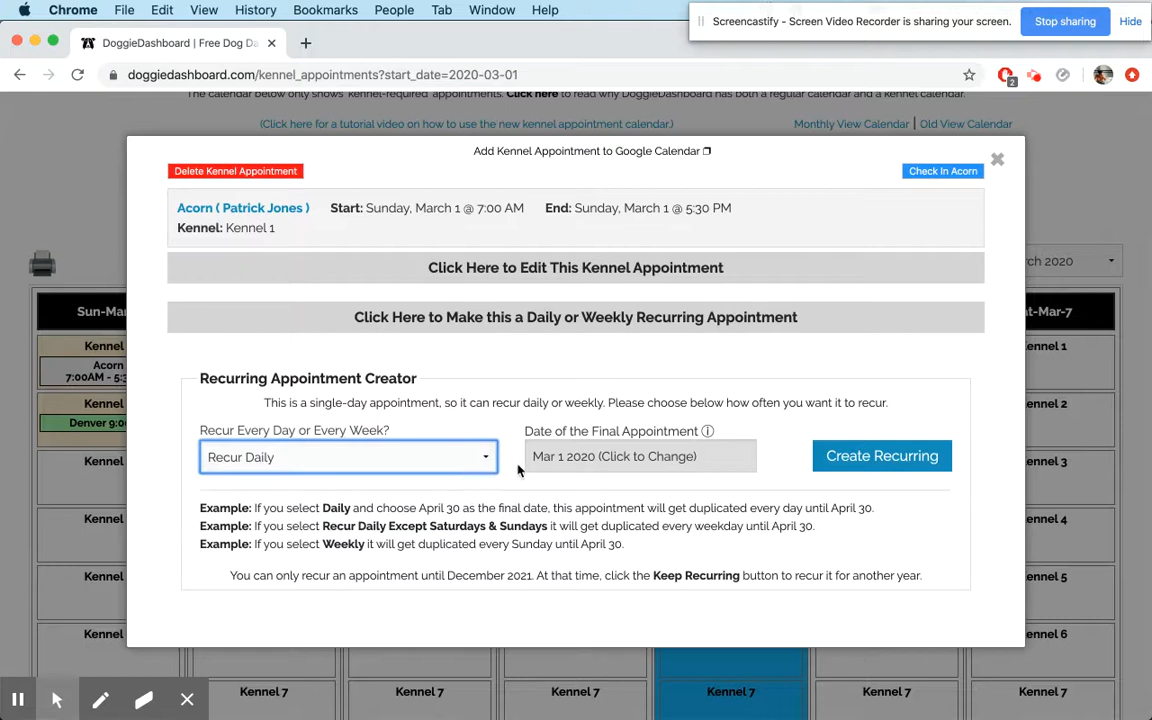 Chrome File Edit View History Bookmarks People Tab Window Help
Screencastify - Screen Video Recorder is sharing your screen. Stop sharing Hide
DoggieDashboard | Free Dog Da
doggiedashboard.com/kennel_appointments?start_date=2020-03-01
2
The calendar below only shows 'kennel-required' appointments. Click here to read why DoggieDashboard has both a regular calendar and a kennel calendar.
(Click here for a tutorial video on how to use the new kennel appointment calendar.) Monthly View Calendar | Old View Calendar
Add Kennel Appointment to Google Calendar
Delete Kennel Appointment Check In Acorn
Acorn ( Patrick Jones ) Start: Sunday, March 1 @ 7:00 AM End: Sunday, March 1 @ 5:30 PM
Kennel: Kennel 1
Click Here to Edit This Kennel Appointment
rch 2020
Click Here to Make this a Daily or Weekly Recurring Appointment
Sun-Mar at-Mar-7
Kennel ennel 1
Acorn
7:00AM - 5:3
Recurring Appointment Creator
This is a single-day appointment, so it can recur daily or weekly. Please choose below how often you want it to recur.
Kennel ennel 2
Denver 9:0
Recur Every Day or Every Week? Date of the Final Appointment
Recur Daily Mar 1 2020 (Click to Change) Create Recurring
Kennel ennel 3
Example: If you select Daily and choose April 30 as the final date, this appointment will get duplicated every day until April 30.
Kennel ennel 4
Example: If you select Recur Daily Except Saturdays & Sundays it will get duplicated every weekday until April 30.
Example: If you select Weekly it will get duplicated every Sunday until April 30.
You can only recur an appointment until December 2021. At that time, click the Keep Recurring button to recur it for another year.
Kennel ennel 5
Kennel ennel 6
Kennel 7 Kennel 7 Kennel 7 Kennel 7 Kennel 7 Kennel 7